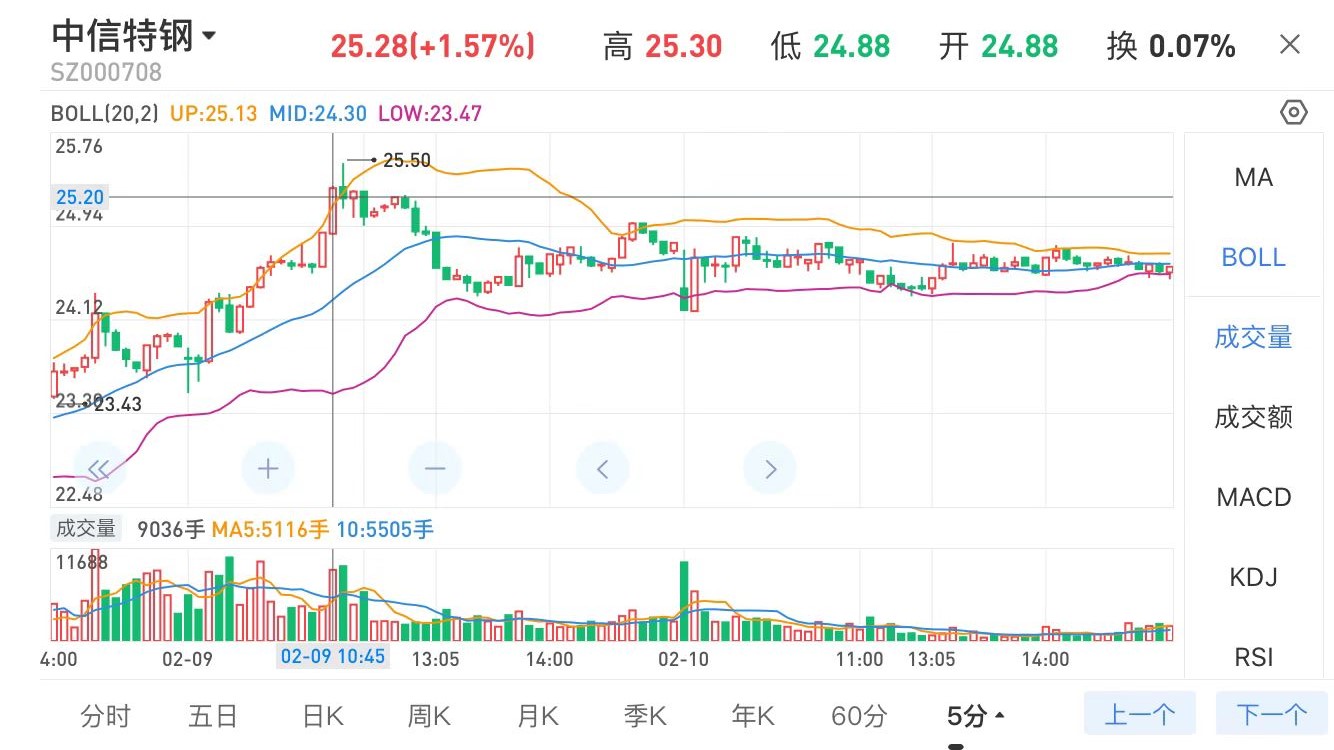 中信特钢
25.28(+1.57%) 高 25.30 低 24.88 开 24.88 换 0.07%
SZ000708
BOLL(20,2) UP:25.13 MID:24.30 LOW:23.47
25.76
25.50
25.20
24.94
24.12
23.30
23.43
22.48
MA
BOLL
成交量
成交额
MACD
KDJ
RSI
成交量 9036手 MA5:5116手 10:5505手
11688
4:00 02-09 02-09 10:45 13:05 14:00 02-10 11:00 13:05 14:00
分时 五日 日K 周K 月K 季K 年K 60分 5分 上一个 下一个